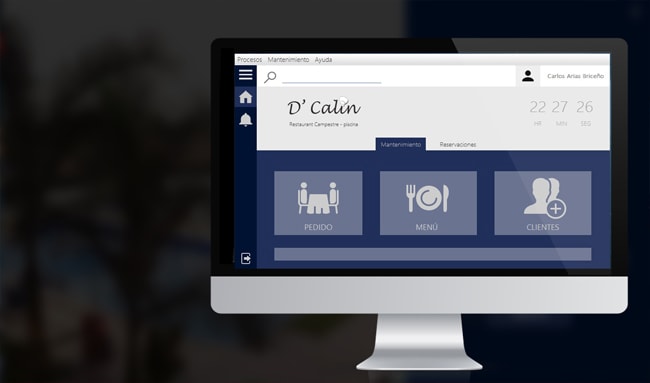 Procesos Mantenimiento Ayuda
Carlos Arias Briceño
D' Calin
Restaurant Campestre - piscina
22 27 26
HR MIN SEG
Mantenimiento Reservaciones
PEDIDO MENÚ CLIENTES